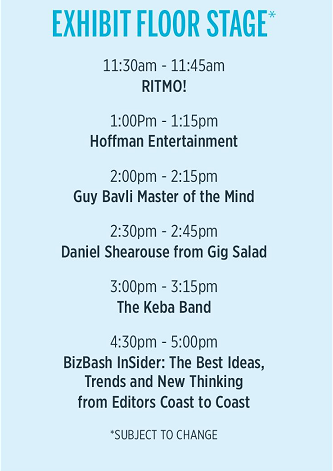 EXHIBIT FLOOR STAGE*
11:30am - 11:45am
RITMO!
1:00Pm - 1:15pm
Hoffman Entertainment
2:00pm - 2:15pm
Guy Bavli Master of the Mind
2:30pm - 2:45pm
Daniel Shearouse from Gig Salad
3:00pm - 3:15pm
The Keba Band
4:30pm - 5:00pm
BizBash InSider: The Best Ideas,
Trends and New Thinking
from Editors Coast to Coast
*SUBJECT TO CHANGE